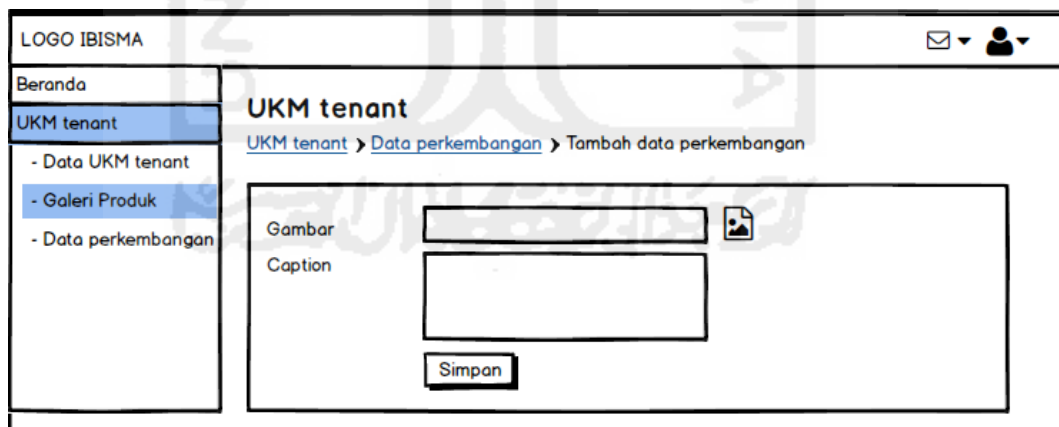 LOGO IBISMA
Beranda
UKM tenant
- Data UKM tenant
- Galeri Produk
- Data perkembangan
UKM tenant
UKM tenant > Data perkembangan > Tambah data perkembangan
Gambar
Caption
Simpan